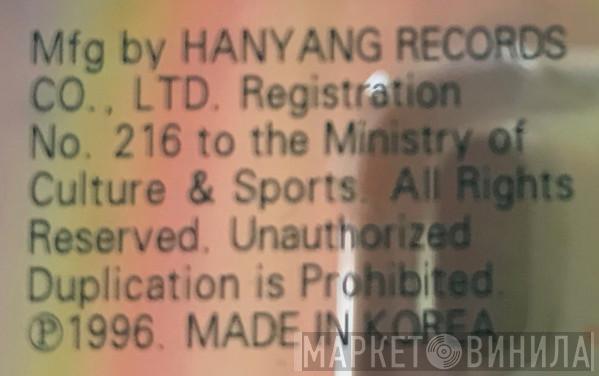 Mfg by HANYANG RECORDS
CO., LTD. Registration
No. 216 to the Ministry of
Culture & Sports. All Rights
Reserved. Unauthorized
Duplication is Prohibited.
℗1996. MADE IN KOREA
МАРКЕТ ВИНИЛА